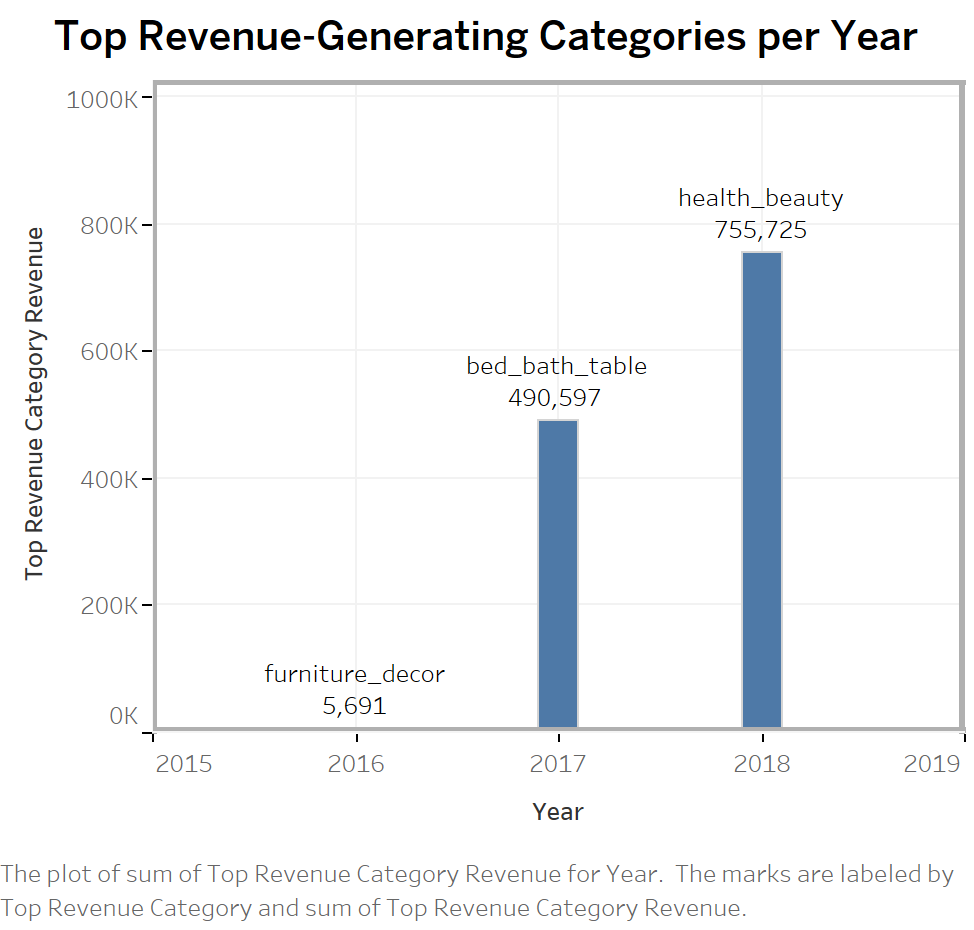 Top Revenue-Generating Categories per Year
Top Revenue Category Revenue
1000K
800K
600K
400K
200K
0K
health_beauty
755,725
bed_bath_table
490,597
furniture_decor
5,691
2015
2016
2017
2018
2019
Year
The plot of sum of Top Revenue Category Revenue for Year.  The marks are labeled by
Top Revenue Category and sum of Top Revenue Category Revenue.